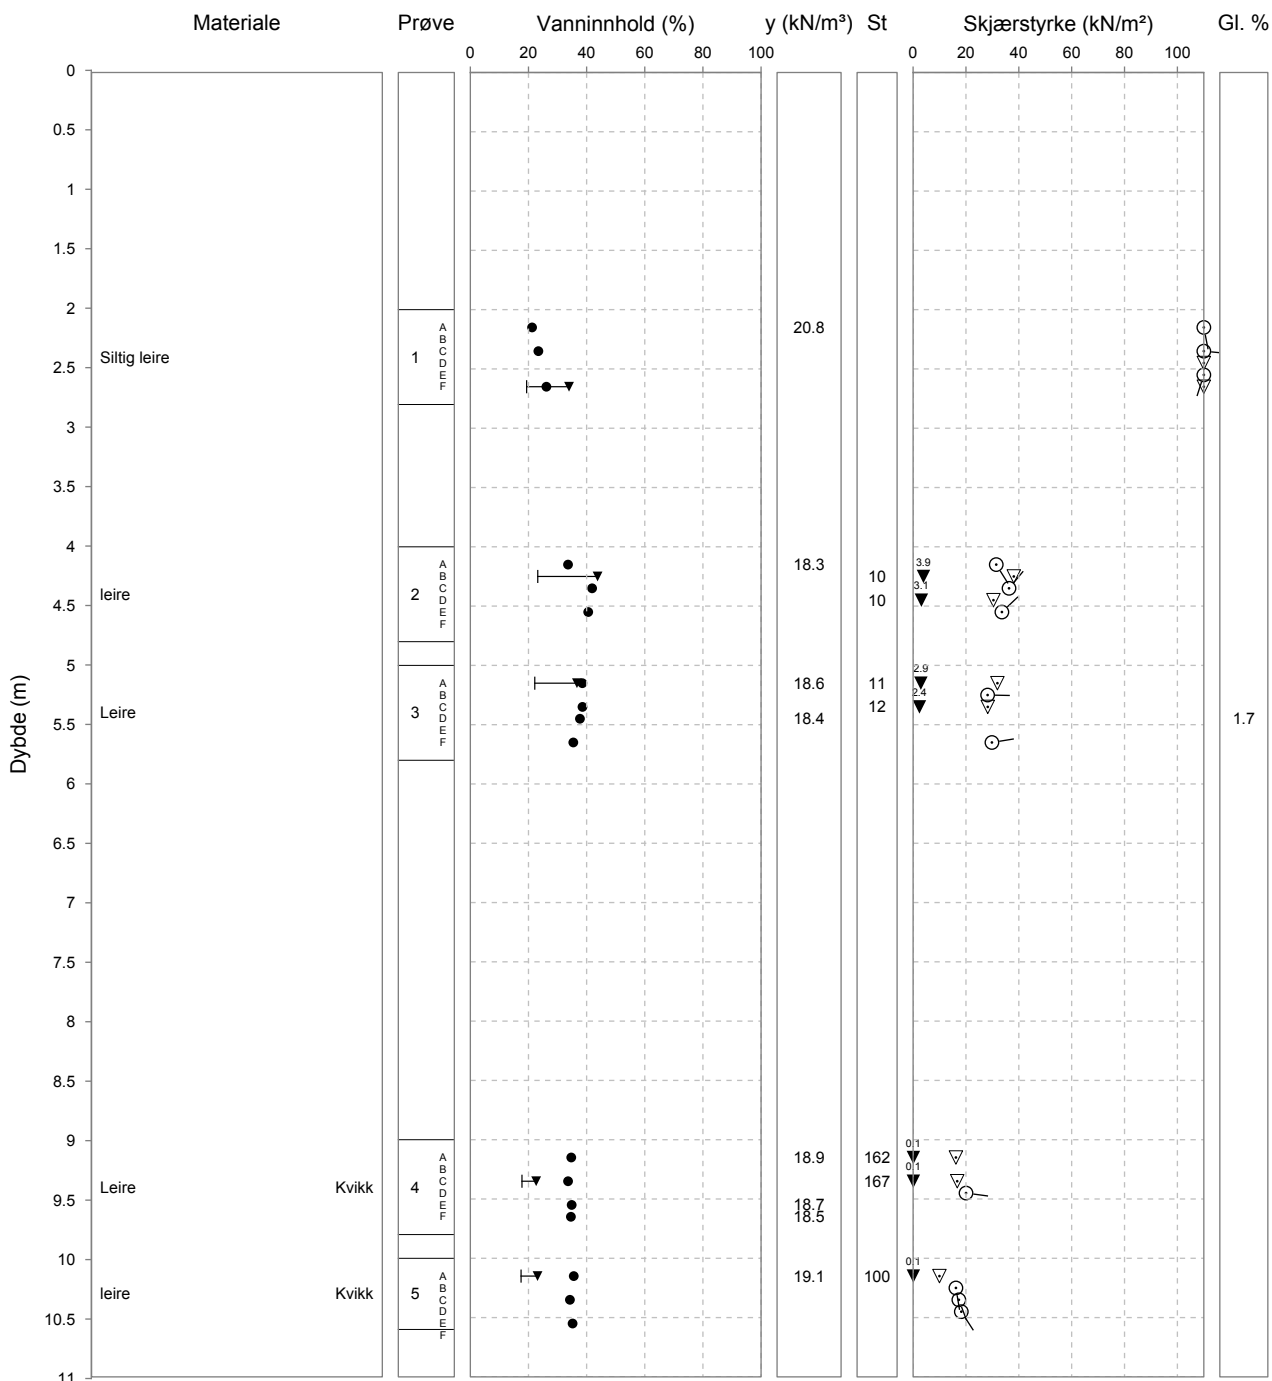 Materiale Prøve Vanninnhold (%) y (kN/m³) St Skjærstyrke (kN/m²) Gl. %
0 20 40 60 80 100 0 20 40 60 80 100
Dybde (m)
0
0.5
1
1.5
2
A 20.8
B
Siltig leire 1 C
D
2.5 E
F
3
3.5
4
A 18.3 3.9
B 10
C 3.1
leire 2 D 10
4.5 E
F
5 2.9
A 18.6 11
B 2.4
Leire 3 C 12
5.5 D 18.4 1.7
E
F
6
6.5
7
7.5
8
8.5
9 0.1
A 18.9 162
B 0.1
Leire Kvikk 4 C 167
D
9.5 E 18.7
F 18.5
10 0.1
A 19.1 100
leire Kvikk 5 B
C
D
10.5 E
F
11